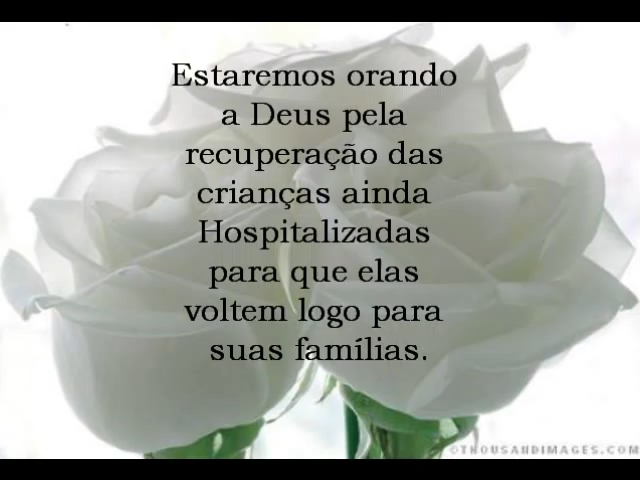 Estaremos orando
a Deus pela
recuperação das
crianças ainda
Hospitalizadas
para que elas
voltem logo para
suas famílias.
©THOUSANDIMAGES.COM